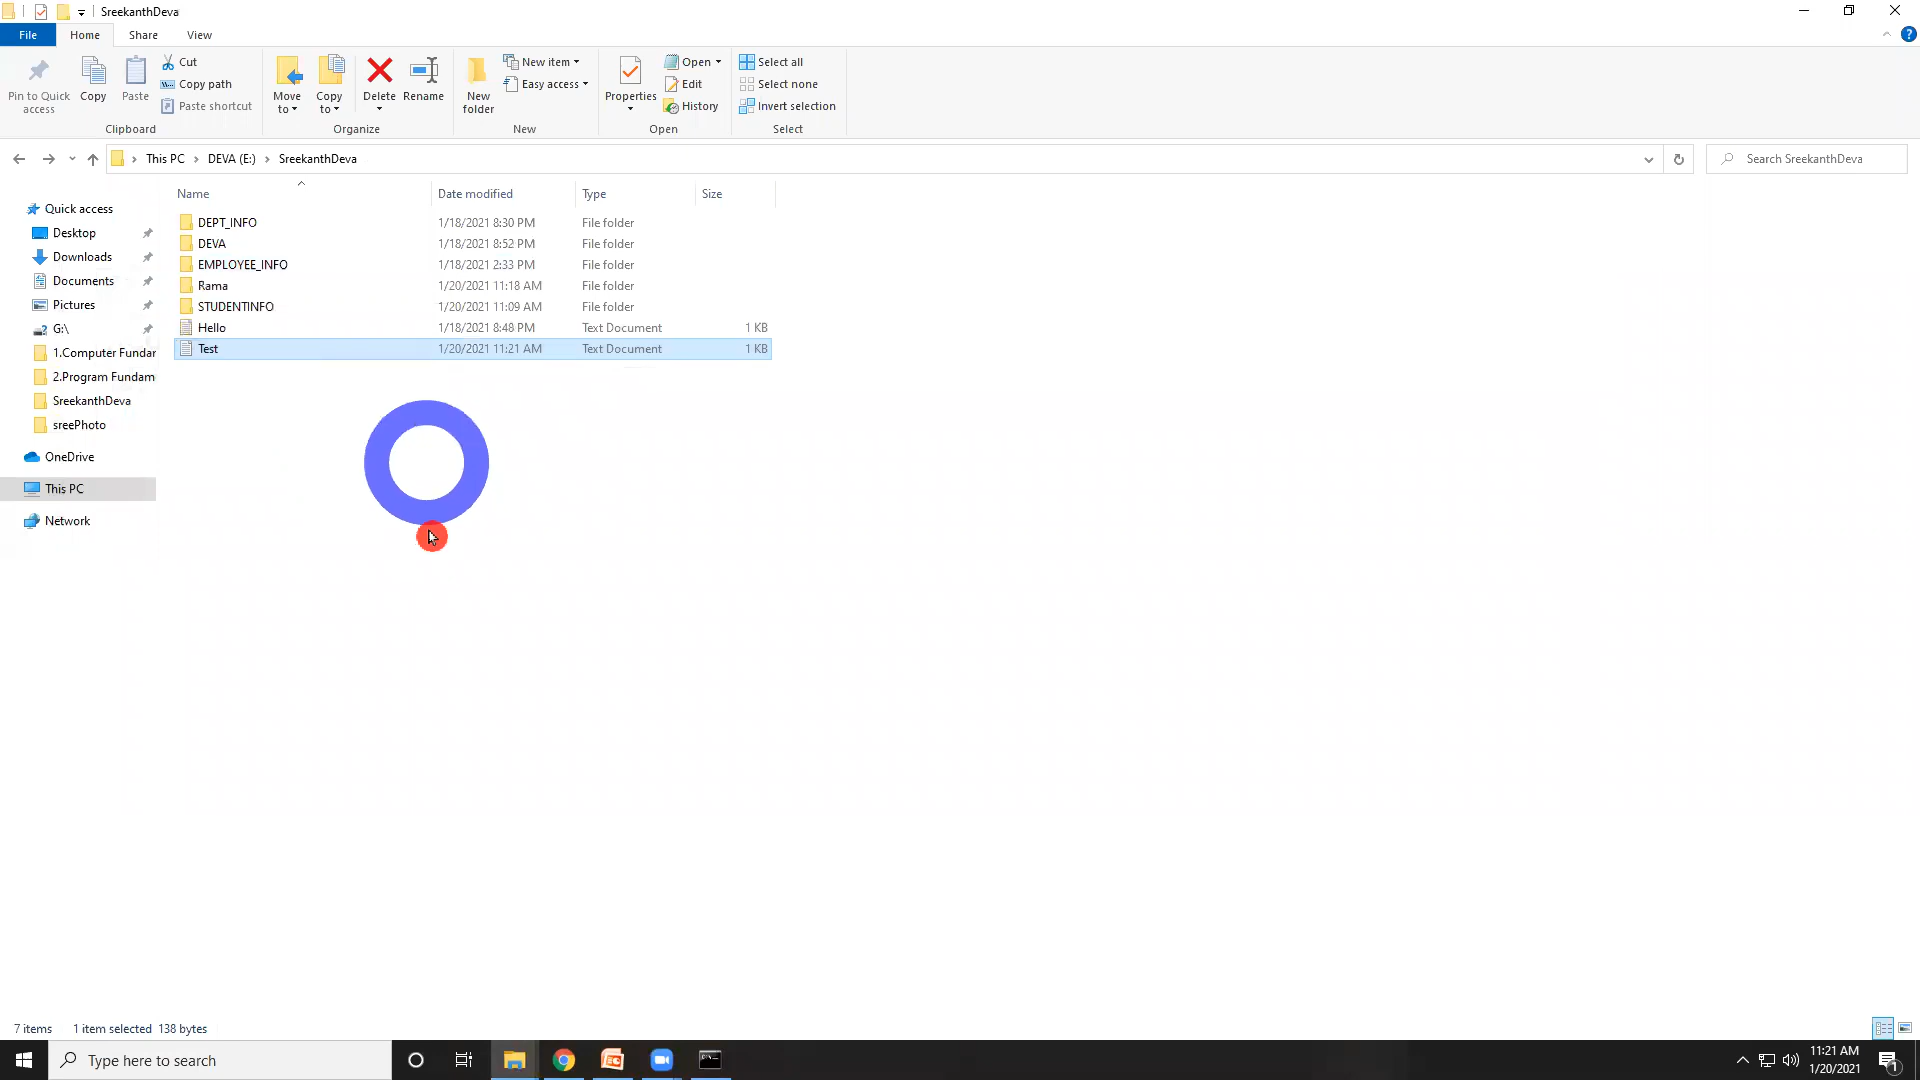 SreekanthDeva
File
Home
Share
View
Pin to Quick access
Copy
Paste
Cut
Copy path
Paste shortcut
Clipboard
Move to
Copy to
Delete
Rename
Organize
New folder
New item
Easy access
New
Properties
Open
Edit
History
Open
Select all
Select none
Invert selection
Select
This PC
DEVA (E:)
SreekanthDeva
Search SreekanthDeva
Name
Date modified
Type
Size
DEPT_INFO 1/18/2021 8:30 PM File folder
DEVA 1/18/2021 8:52 PM File folder
EMPLOYEE_INFO 1/18/2021 2:33 PM File folder
Rama 1/20/2021 11:18 AM File folder
STUDENTINFO 1/20/2021 11:09 AM File folder
Hello 1/18/2021 8:48 PM Text Document 1 KB
Test 1/20/2021 11:21 AM Text Document 1 KB
Quick access
Desktop
Downloads
Documents
Pictures
G:\
1.Computer Fundar
2.Program Fundam
SreekanthDeva
sreePhoto
OneDrive
This PC
Network
7 items 1 item selected 138 bytes
Type here to search
11:21 AM
1/20/2021
1